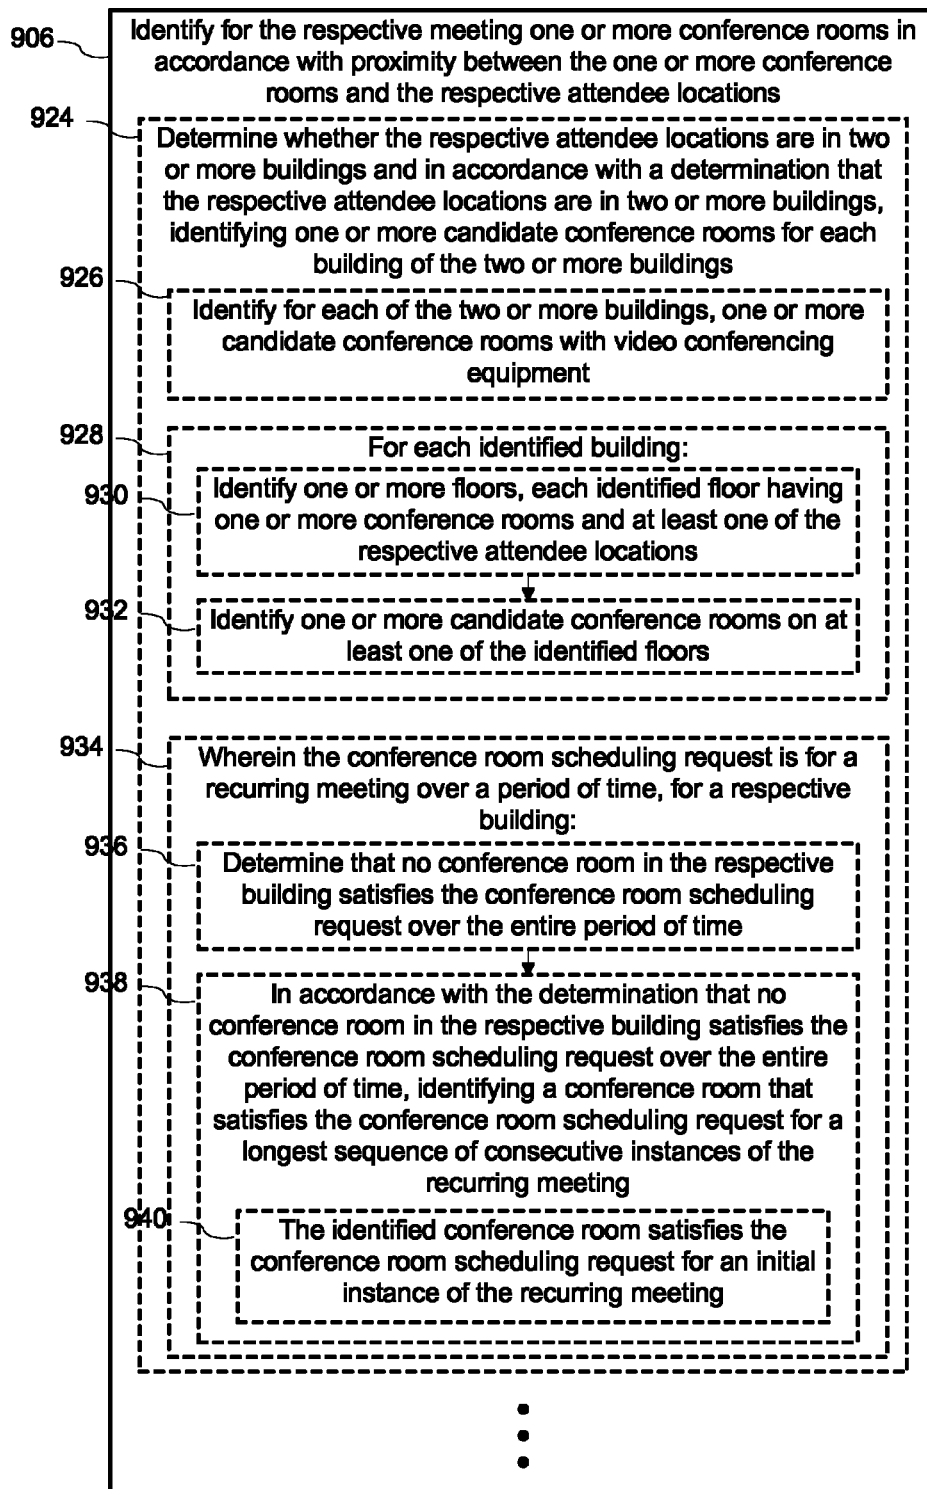 906
Identify for the respective meeting one or more conference rooms in
accordance with proximity between the one or more conference
rooms and the respective attendee locations
924
Determine whether the respective attendee locations are in two
or more buildings and in accordance with a determination that
the respective attendee locations are in two or more buildings,
identifying one or more candidate conference rooms for each
building of the two or more buildings
926
Identify for each of the two or more buildings, one or more
candidate conference rooms with video conferencing
equipment
928
For each identified building:
930
Identify one or more floors, each identified floor having
one or more conference rooms and at least one of the
respective attendee locations
932
Identify one or more candidate conference rooms on at
least one of the identified floors
934
Wherein the conference room scheduling request is for a
recurring meeting over a period of time, for a respective
building:
936
Determine that no conference room in the respective
building satisfies the conference room scheduling
request over the entire period of time
938
In accordance with the determination that no
conference room in the respective building satisfies the
conference room scheduling request over the entire
period of time, identifying a conference room that
satisfies the conference room scheduling request for a
longest sequence of consecutive instances of the
recurring meeting
940
The identified conference room satisfies the
conference room scheduling request for an initial
instance of the recurring meeting